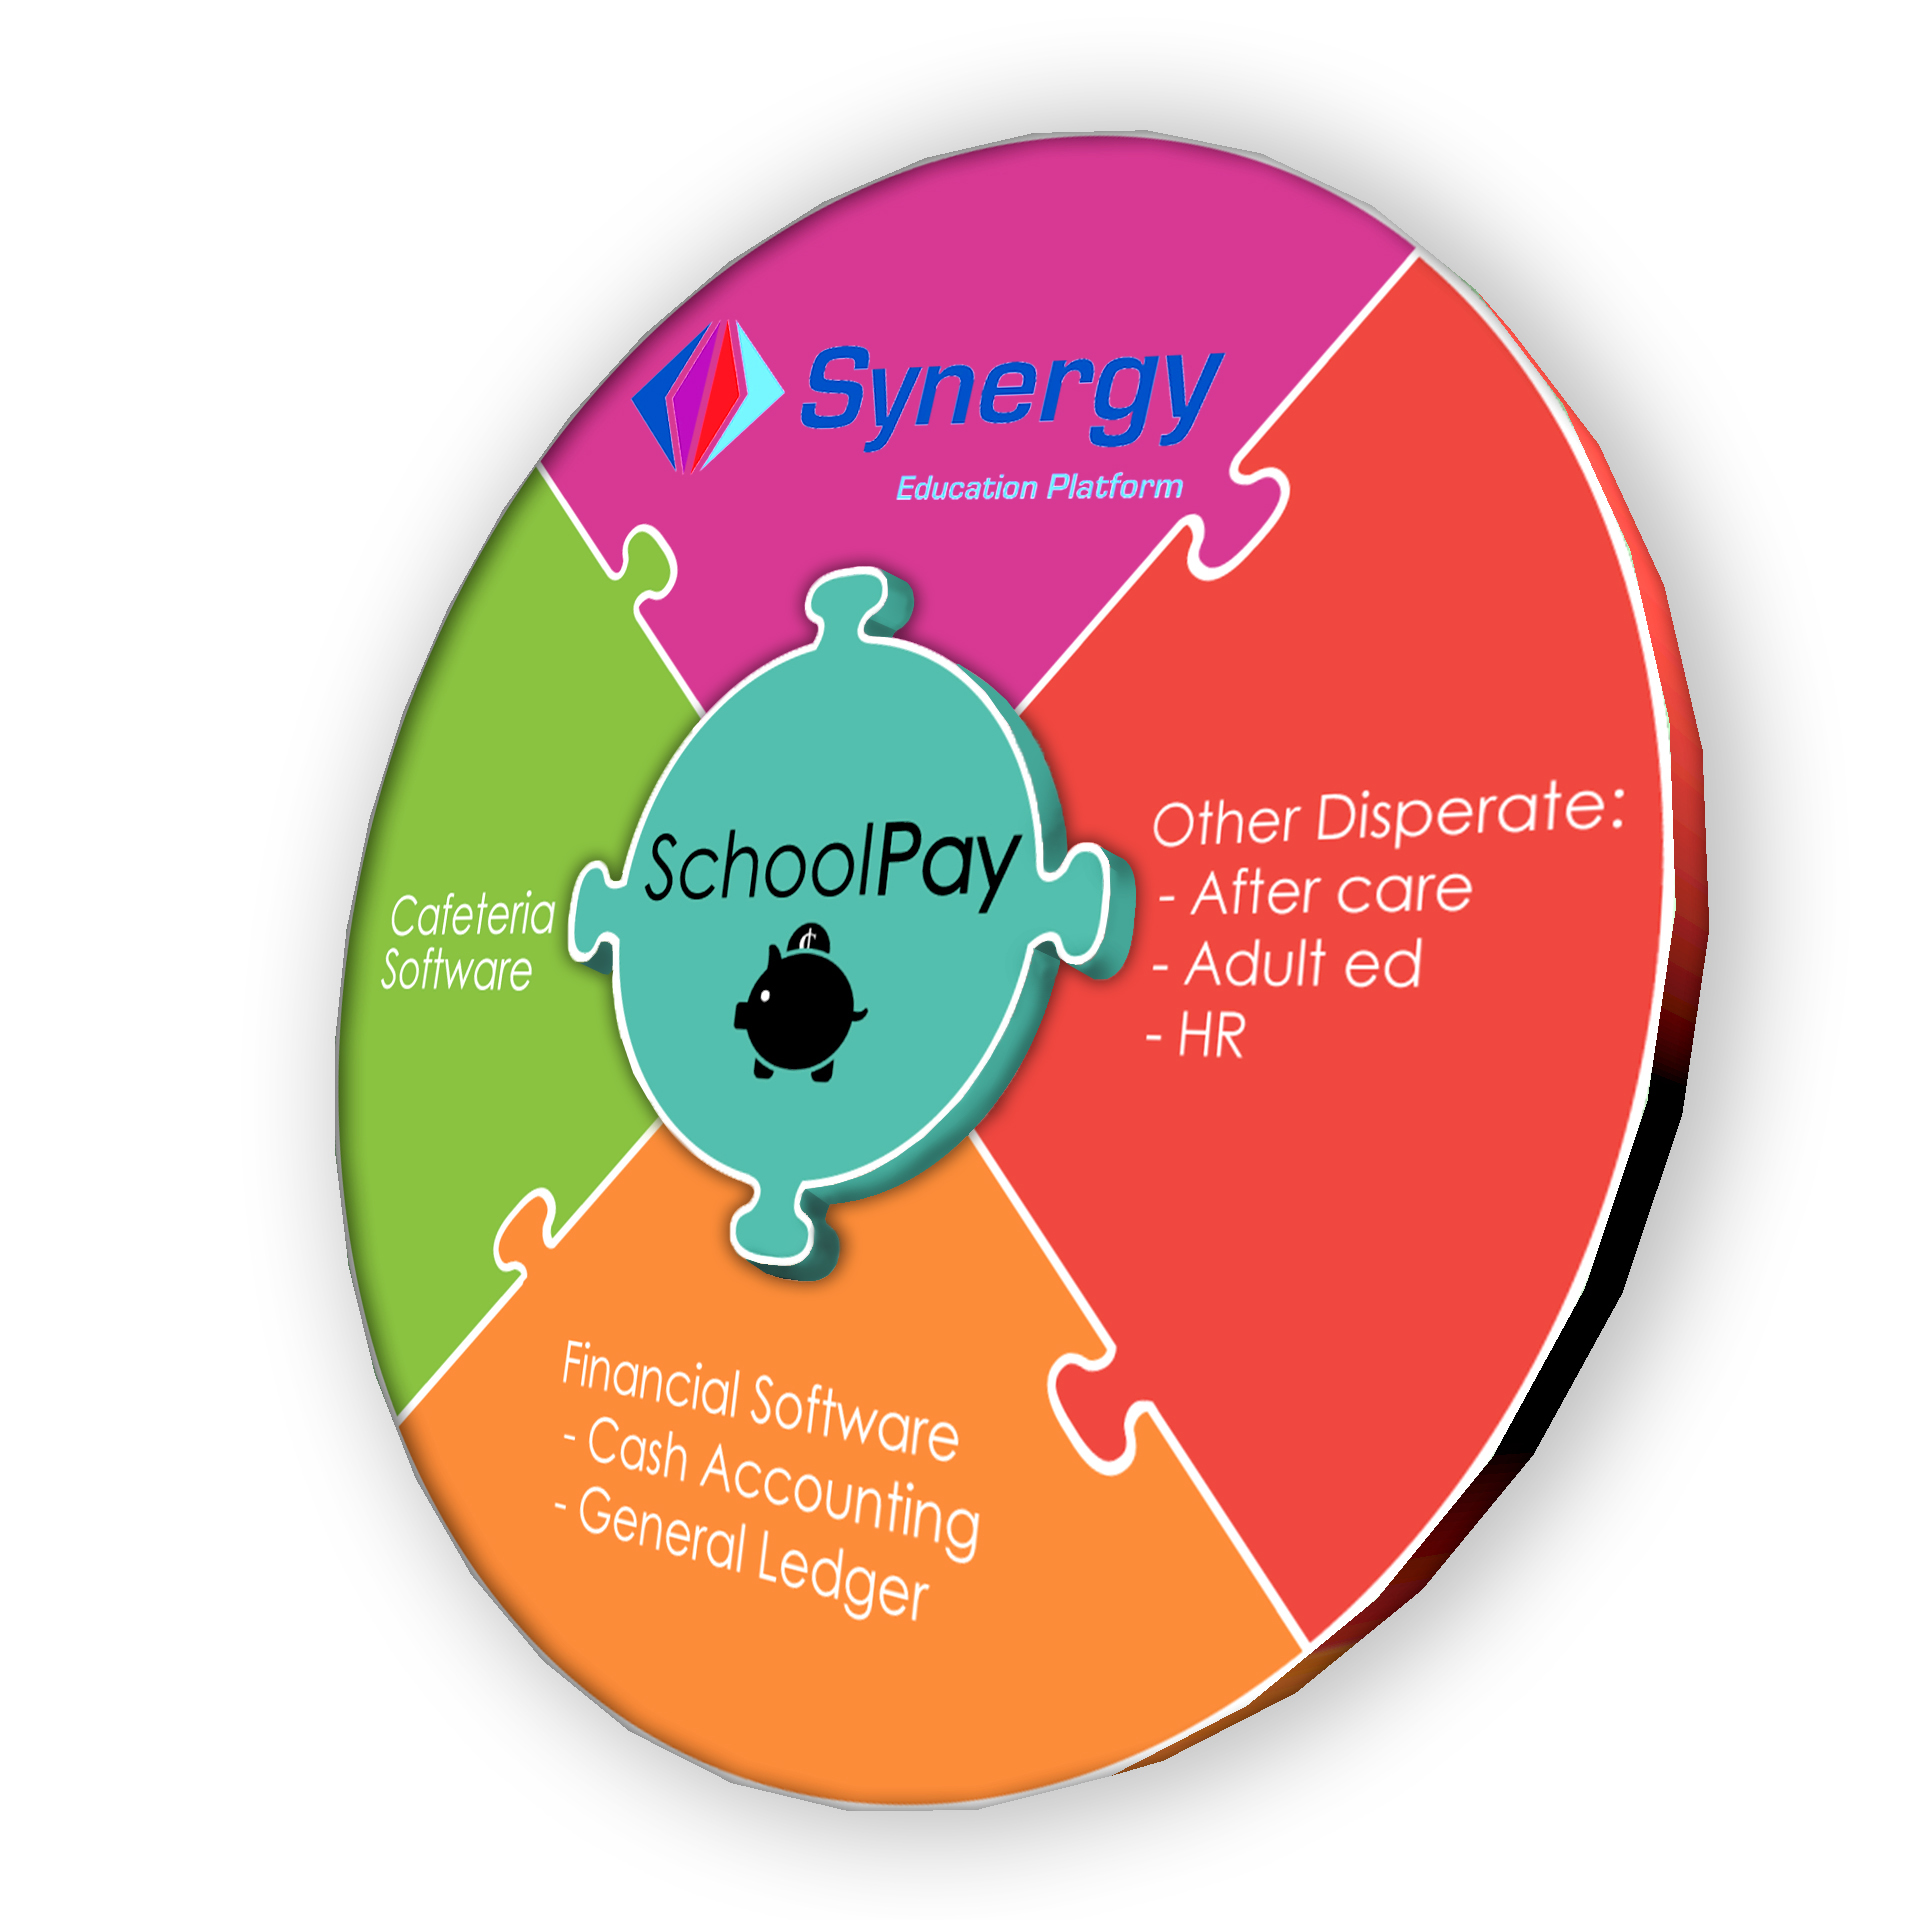 Synergy
Education Platform
SchoolPay
¢
Cafeteria
Software
Other Disperate:
- After care
- Adult ed
- HR
Financial Software
- Cash Accounting
- General Ledger